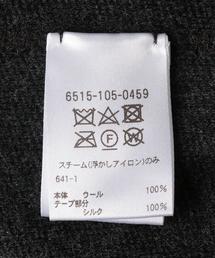 6515-105-0459
F
スチーム(浮かしアイロン)のみ
641-1
本体 ウール 100%
テープ部分
シルク 100%